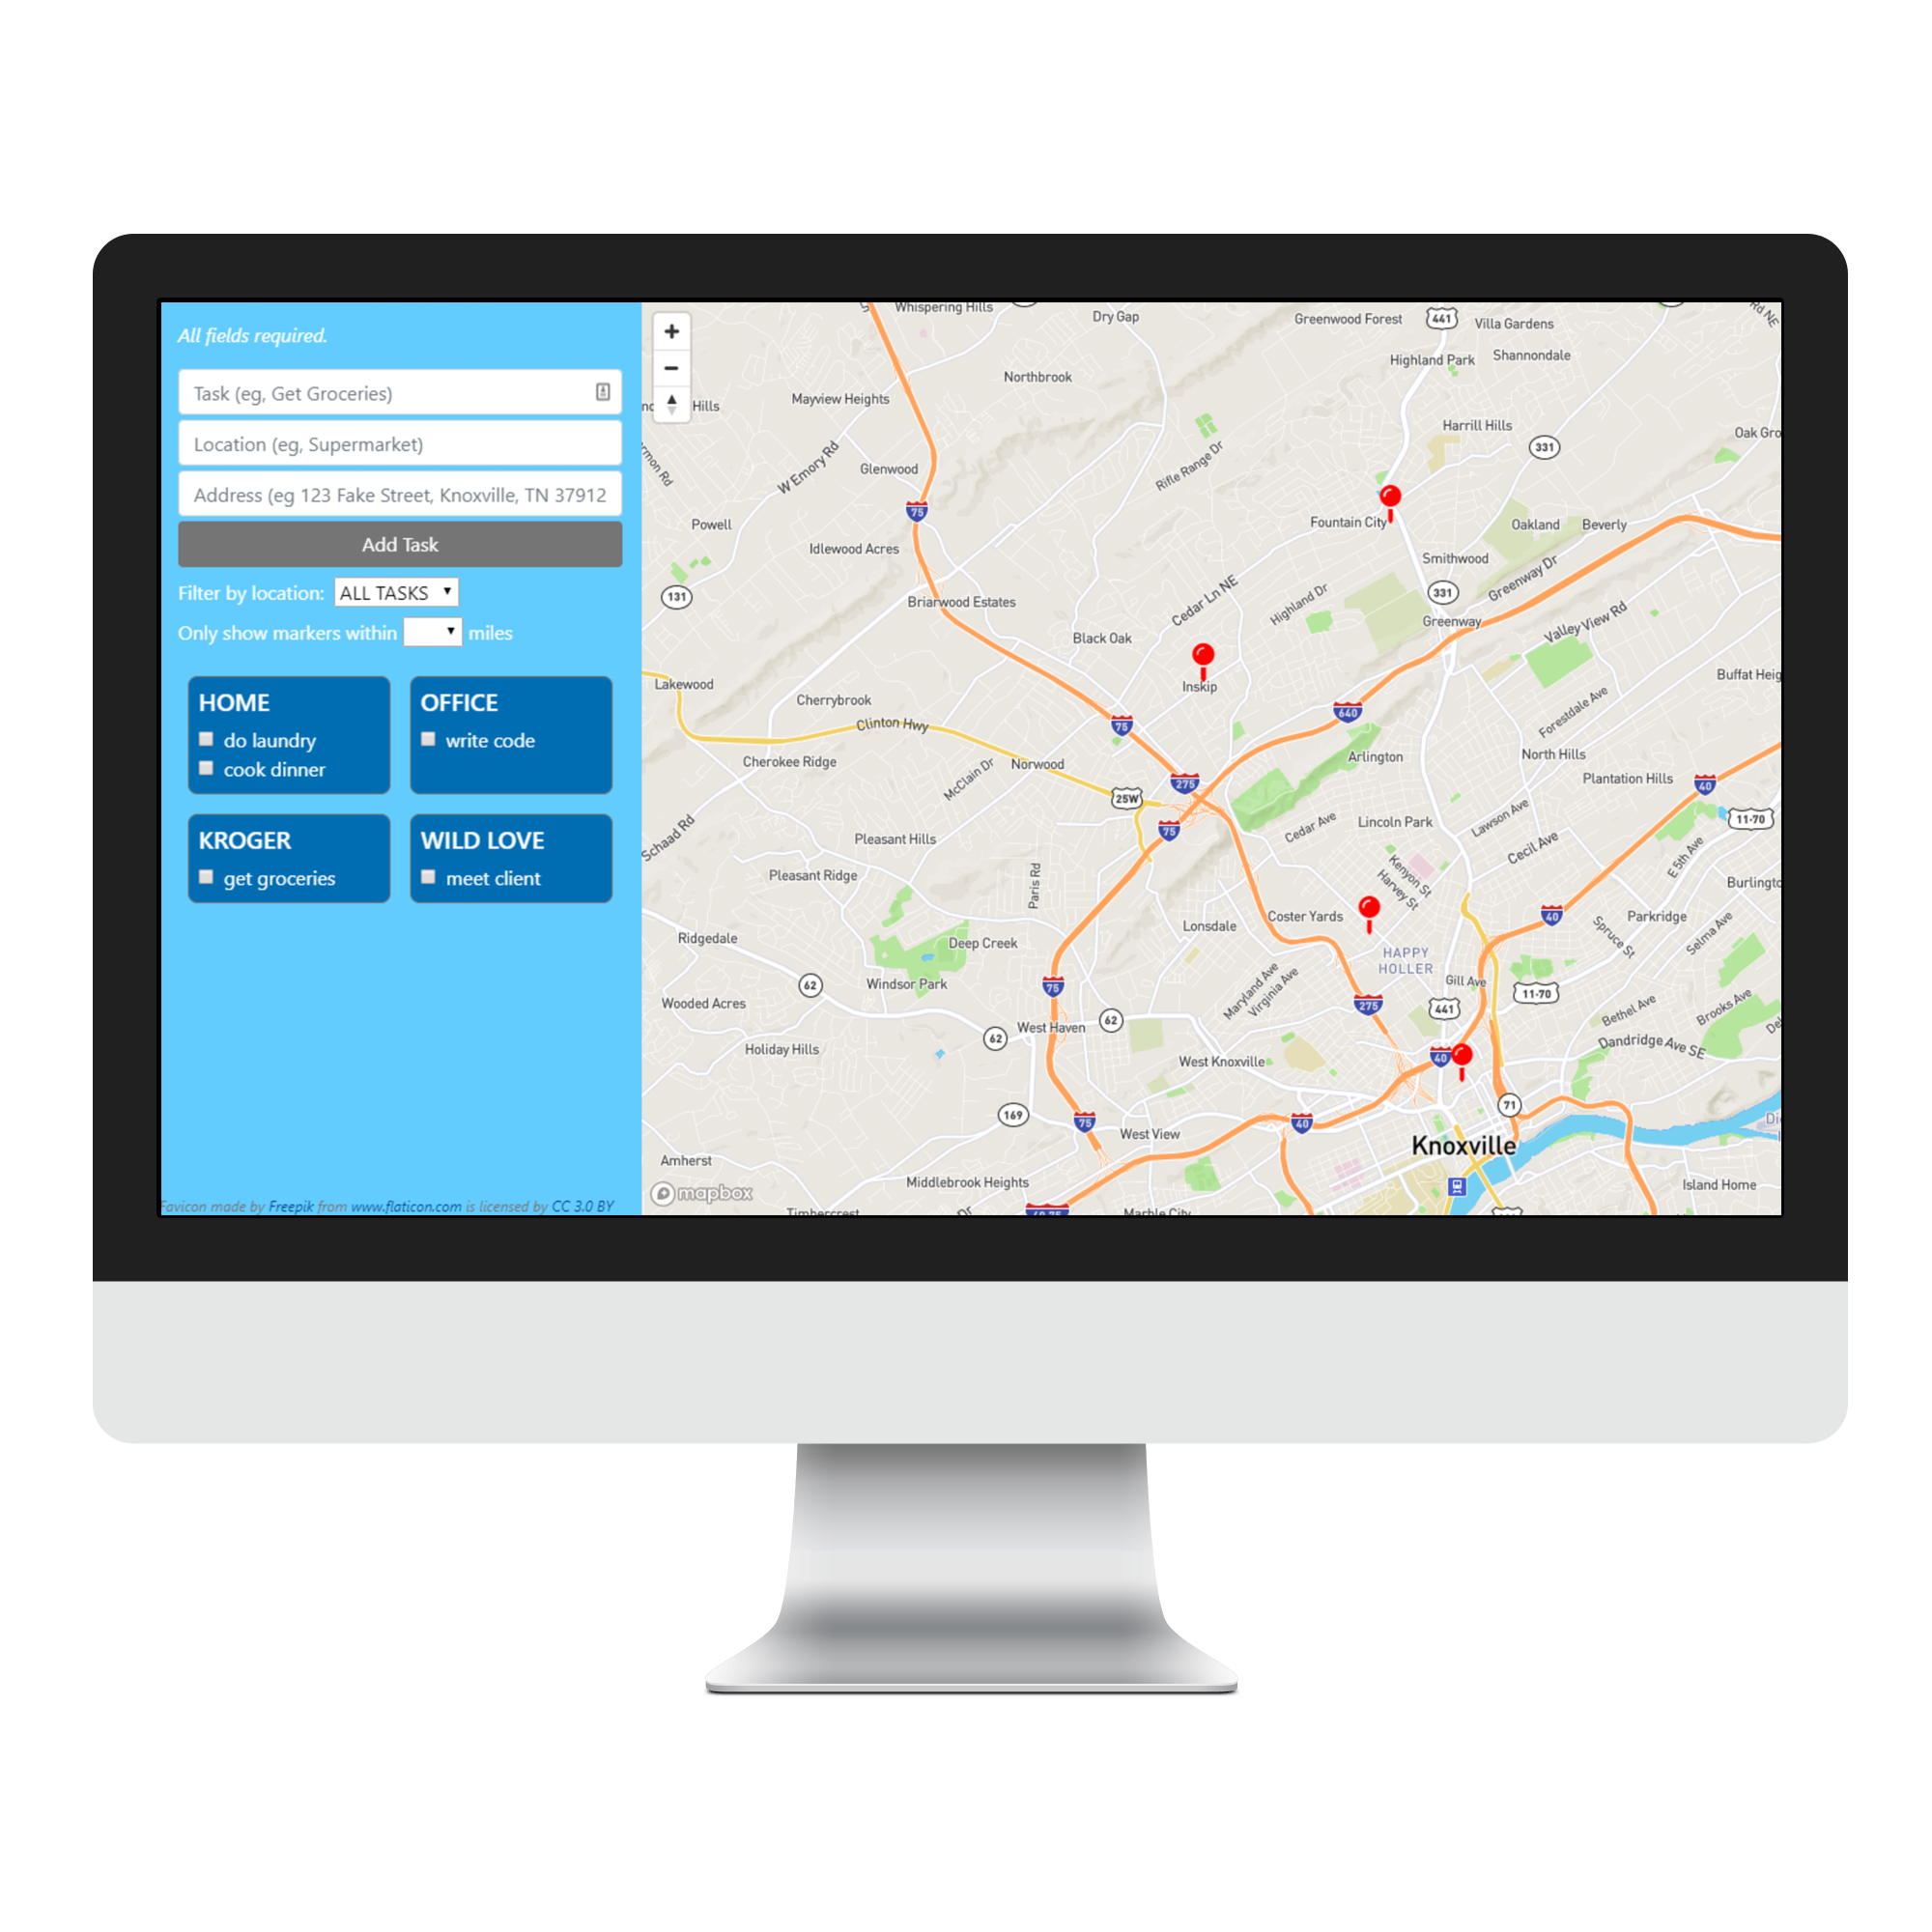 All fields required.
Task (eg, Get Groceries)
Location (eg, Supermarket)
Address (eg 123 Fake Street, Knoxville, TN 37912
Add Task
Filter by location: ALL TASKS
Only show markers within miles
HOME
do laundry
cook dinner
OFFICE
write code
KROGER
get groceries
WILD LOVE
meet client
Favicon made by Freepik from www.flaticon.com is licensed by CC 3.0 BY
Whispering Hills
Dry Gap
Greenwood Forest
441
Villa Gardens
Rd NE
Highland Park
Shannondale
Northbrook
Mayview Heights
Hills
Harrill Hills
Oak Gro
331
W Emory Rd
Glenwood
Rifle Range Dr
75
Powell
Fountain City
Oakland
Beverly
Idlewood Acres
Smithwood
Greenway Dr
131
Briarwood Estates
Cedar Ln NE
Highland Dr
331
Greenway
Valley View Rd
Black Oak
Lakewood
Inskip
Buffat Heig
Cherrybrook
Clinton Hwy
75
640
Forestdale Ave
Cherokee Ridge
McClain Dr
Norwood
Arlington
North Hills
Plantation Hills
275
40
25W
11-70
75
Schaad Rd
Pleasant Hills
Cedar Ave
Lincoln Park
Lawson Ave
Cecil Ave
E 5th Ave
Pleasant Ridge
Paris Rd
Kenyon St
Harvey St
Burlingto
Lonsdale
Coster Yards
40
Parkridge
Spruce St
Selma Ave
Ridgedale
Deep Creek
HAPPY
HOLLER
62
Windsor Park
75
Maryland Ave
Virginia Ave
Gill Ave
11-70
Wooded Acres
275
441
Bethel Ave
Brooks Ave
62
West Haven
62
Holiday Hills
West Knoxville
40
Dandridge Ave SE
169
75
West View
40
71
Knoxville
Amherst
Middlebrook Heights
Island Home
mapbox
Timbercrest
Dr
Marble City